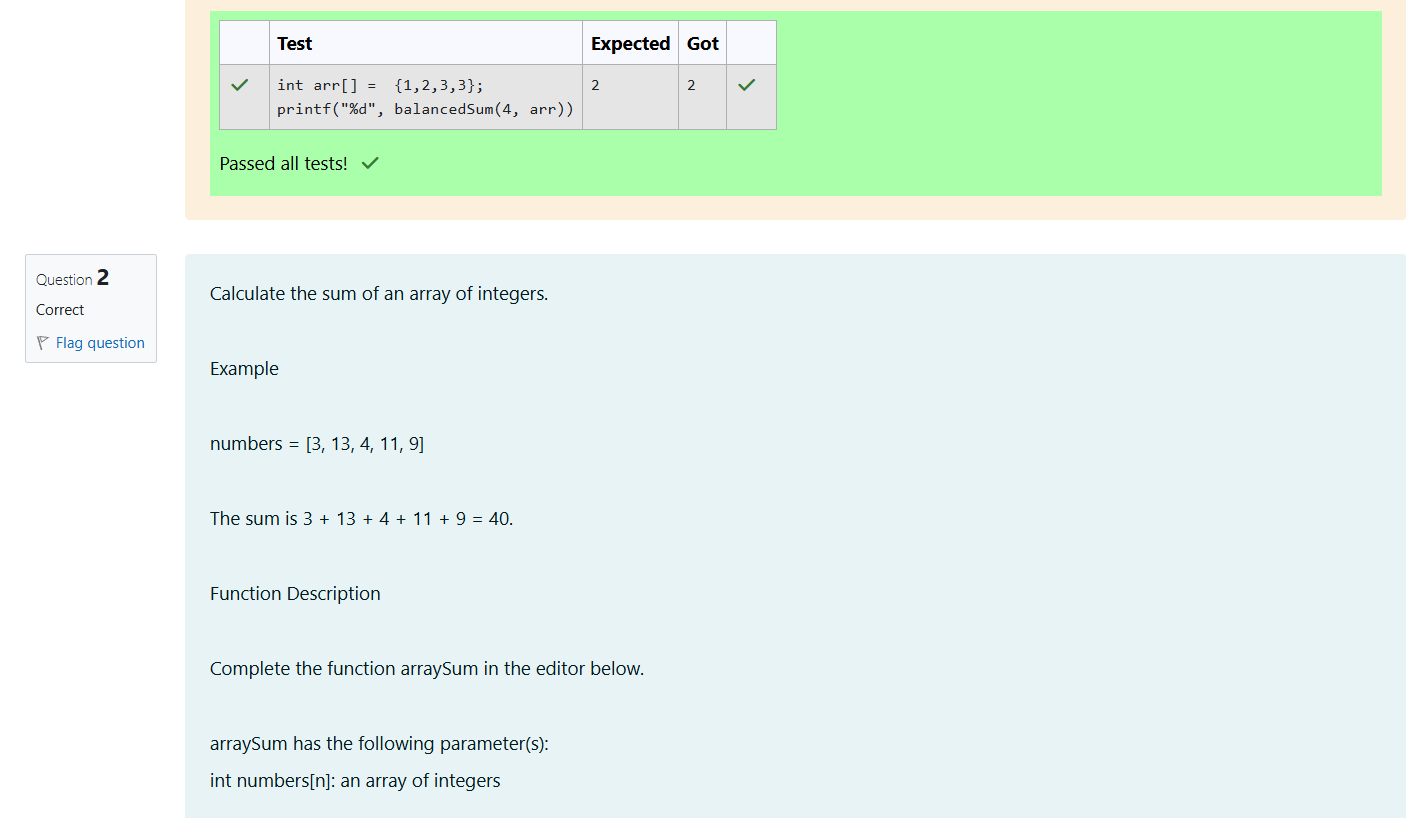 Test Expected Got
int arr[] =  {1,2,3,3}; 2 2
printf("%d", balancedSum(4, arr))
Passed all tests!
Question 2
Correct
Flag question
Calculate the sum of an array of integers.
Example
numbers = [3, 13, 4, 11, 9]
The sum is 3 + 13 + 4 + 11 + 9 = 40.
Function Description
Complete the function arraySum in the editor below.
arraySum has the following parameter(s):
int numbers[n]: an array of integers